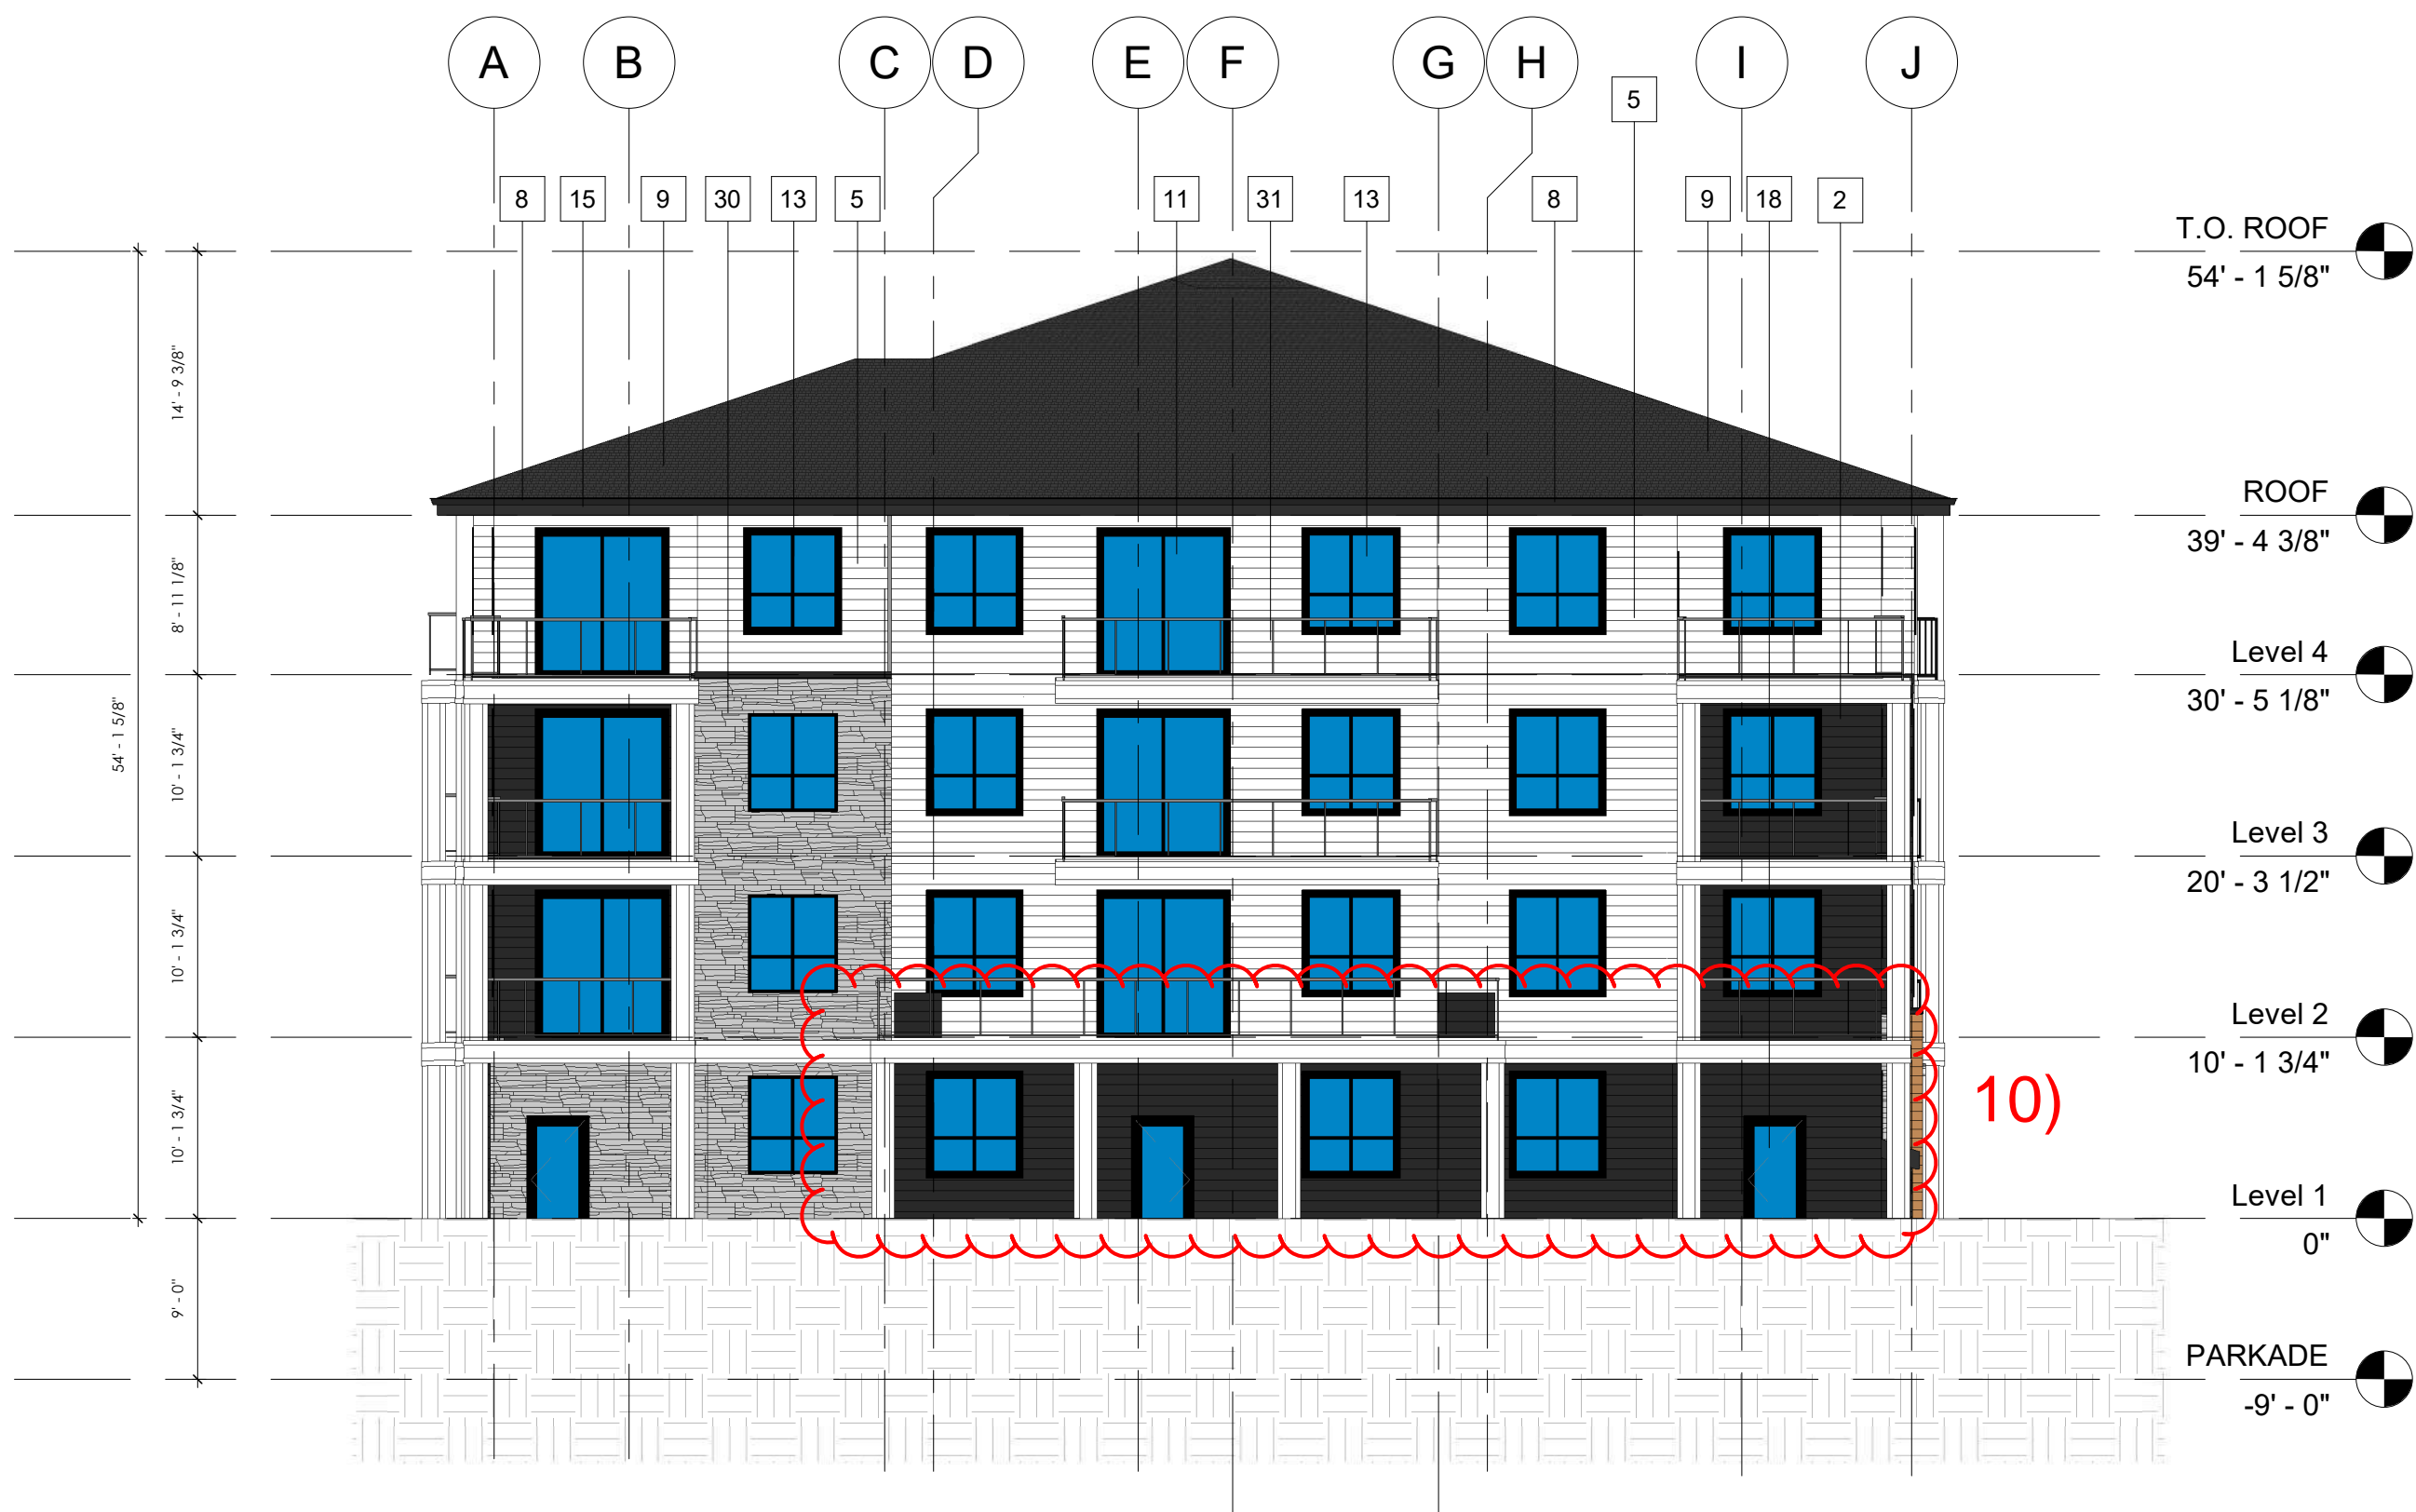 A B C D E F G H I J
5
8 15 9 30 13 5 11 31 13 8 9 18 2
T.O. ROOF
54' - 1 5/8"
14' - 9 3/8"
ROOF
39' - 4 3/8"
8' - 11 1/8"
Level 4
30' - 5 1/8"
54' - 1 5/8"
10' - 1 3/4"
Level 3
20' - 3 1/2"
10' - 1 3/4"
Level 2
10' - 1 3/4"
10)
10' - 1 3/4"
Level 1
0"
9' - 0"
PARKADE
-9' - 0"